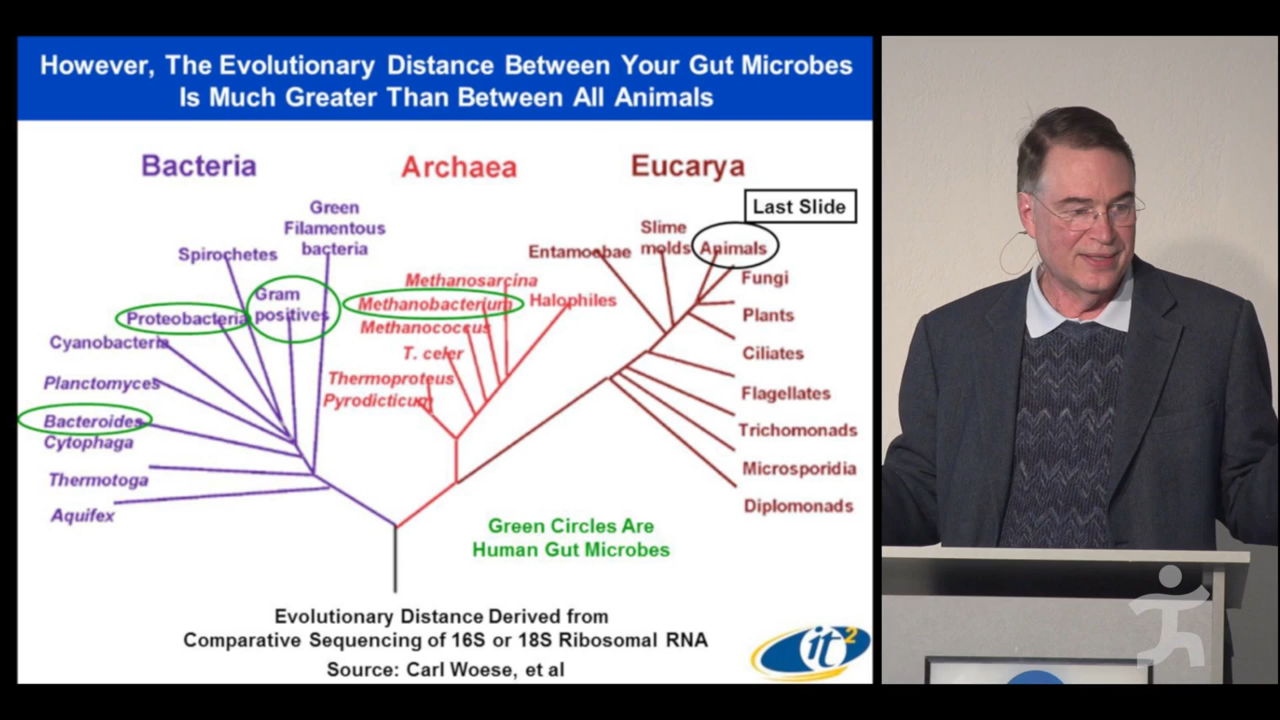 However, The Evolutionary Distance Between Your Gut Microbes
Is Much Greater Than Between All Animals
Bacteria
Archaea
Eucarya
Last Slide
Green
Filamentous
bacteria
Spirochetes
Gram
positives
Proteobacteria
Cyanobacteria
Planctomyces
Bacteroides
Cytophaga
Thermotoga
Aquifex
Methanosarcina
Methanobacterium
Halophiles
Methanococcus
T. celer
Thermoproteus
Pyrodicticum
Entamoebae
Slime
molds
Animals
Fungi
Plants
Ciliates
Flagellates
Trichomonads
Microsporidia
Diplomonads
Green Circles Are
Human Gut Microbes
Evolutionary Distance Derived from
Comparative Sequencing of 16S or 18S Ribosomal RNA
Source: Carl Woese, et al
it2